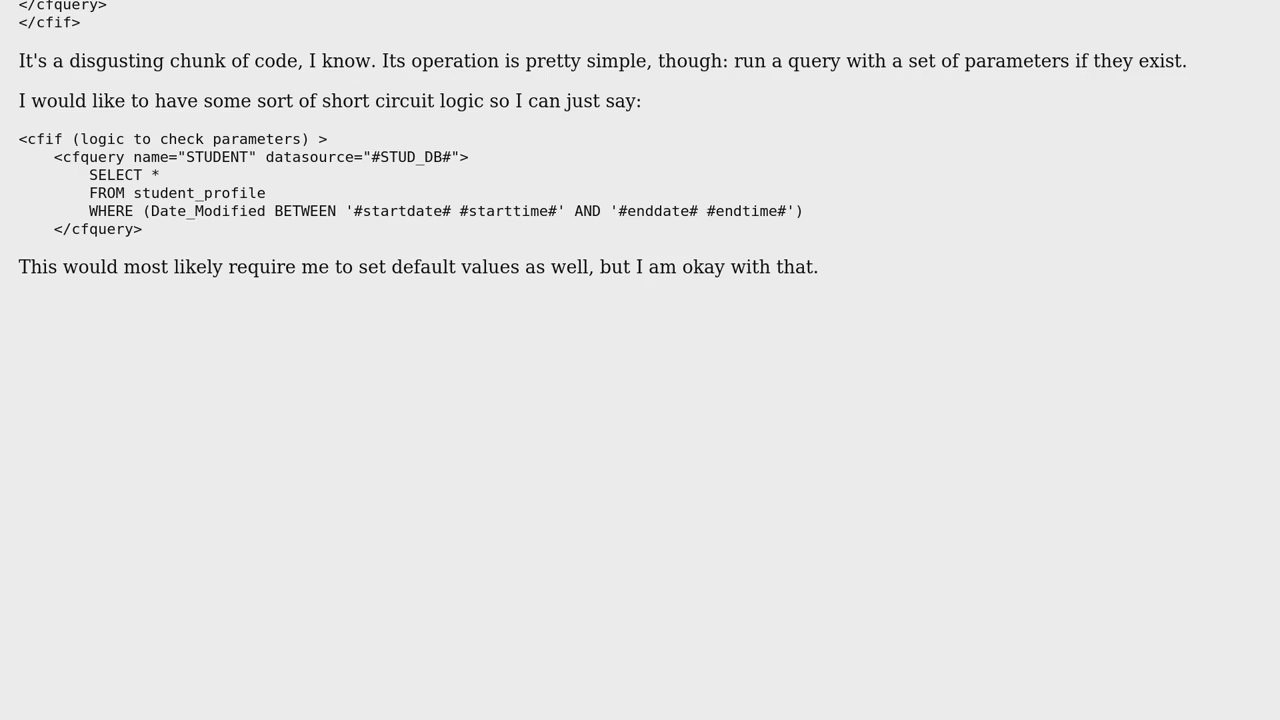 </cfquery>
</cfif>
It's a disgusting chunk of code, I know. Its operation is pretty simple, though: run a query with a set of parameters if they exist.
I would like to have some sort of short circuit logic so I can just say:
<cfif (logic to check parameters) >
    <cfquery name="STUDENT" datasource="#STUD_DB#">
        SELECT *
        FROM student_profile
        WHERE (Date_Modified BETWEEN '#startdate# #starttime#' AND '#enddate# #endtime#')
    </cfquery>
This would most likely require me to set default values as well, but I am okay with that.